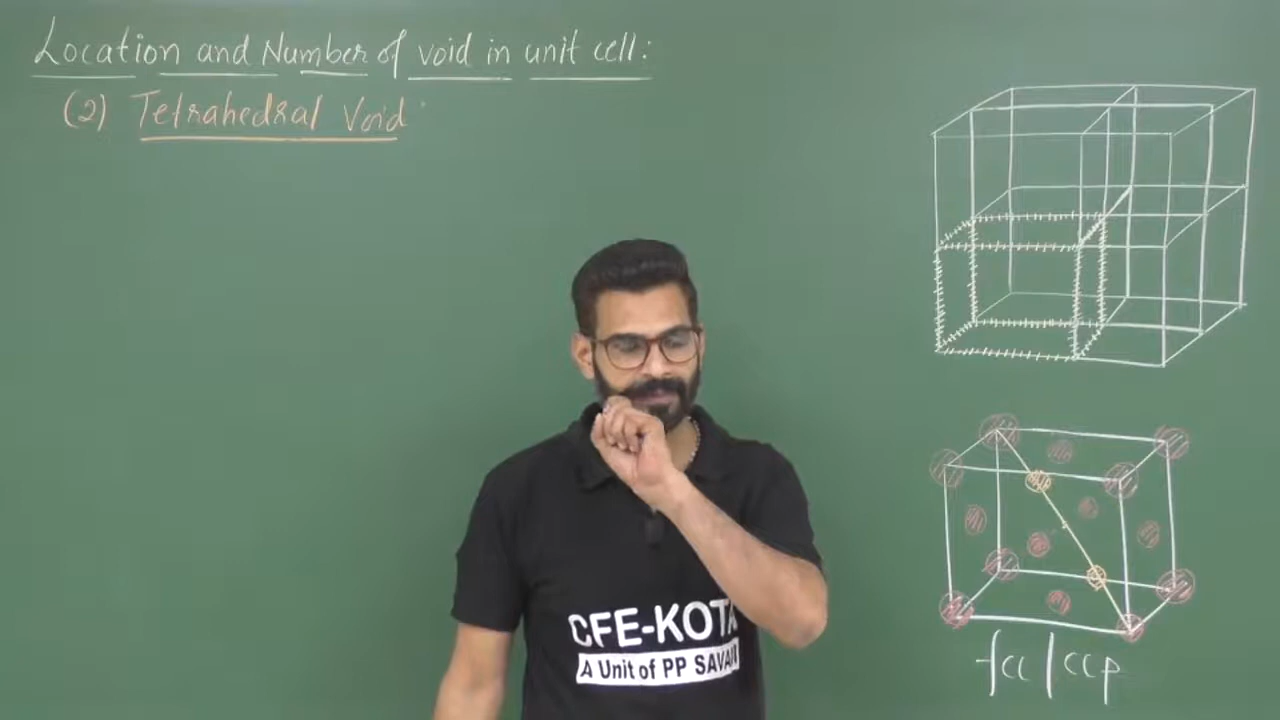 Location and Number of void in unit cell:
(2) Tetrahedral Void
CFE-KOTA
A Unit of PP SAVANI
fcc / ccp